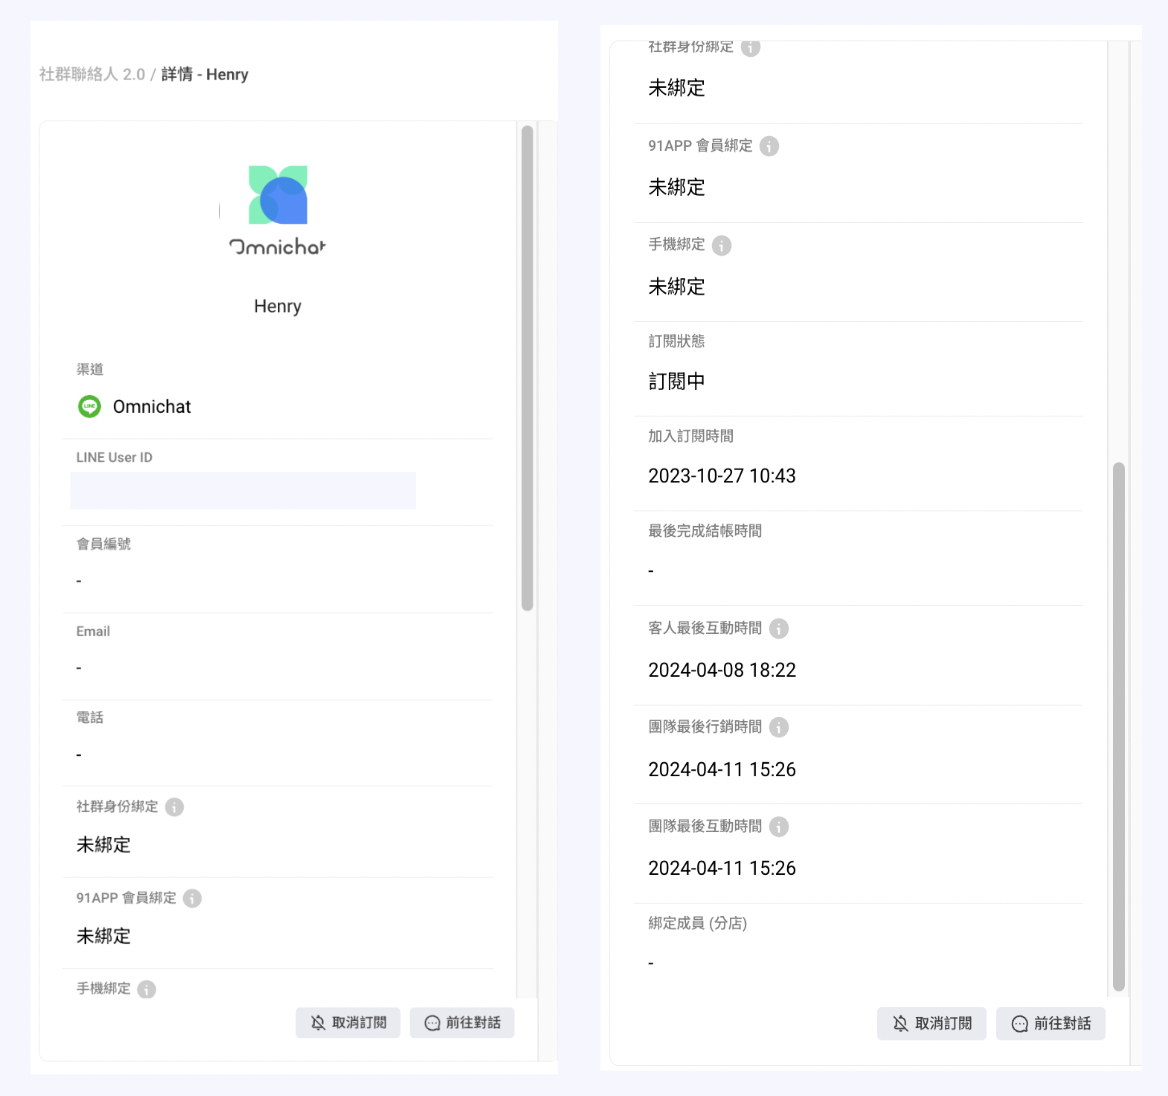 社群聯絡人 2.0 / 詳情 - Henry
Omnichat
Henry
渠道
LINE
Omnichat
LINE User ID
會員編號
-
Email
-
電話
-
社群身份綁定
未綁定
91APP 會員綁定
未綁定
手機綁定
取消訂閱
前往對話
社群身份綁定
未綁定
91APP 會員綁定
未綁定
手機綁定
未綁定
訂閱狀態
訂閱中
加入訂閱時間
2023-10-27 10:43
最後完成結帳時間
-
客人最後互動時間
2024-04-08 18:22
團隊最後行銷時間
2024-04-11 15:26
團隊最後互動時間
2024-04-11 15:26
綁定成員 (分店)
-
取消訂閱
前往對話